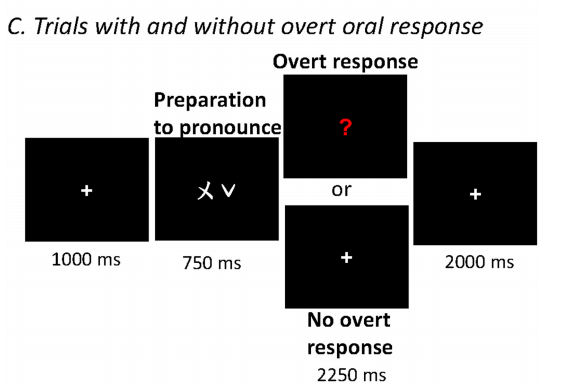 C. Trials with and without overt oral response
Overt response
Preparation
to pronounce
?
+
ㄨˇ
or
+
1000 ms
750 ms
+
2000 ms
No overt
response
2250 ms